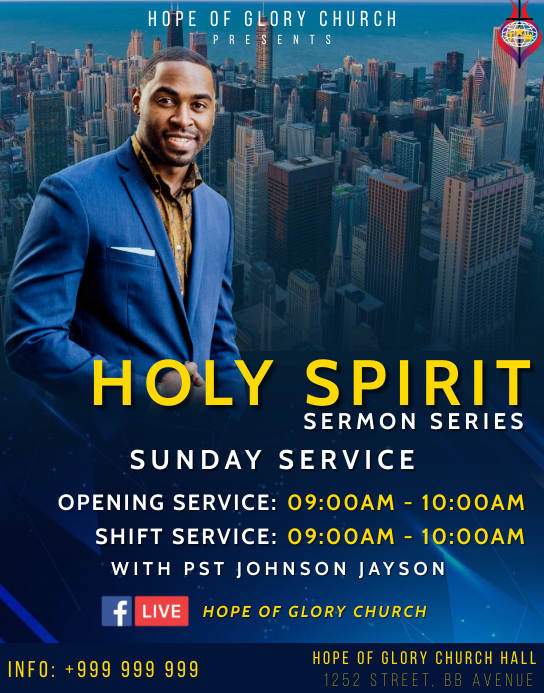 HOPE OF GLORY CHURCH
PRESENTS
HOLY SPIRIT
SERMON SERIES
SUNDAY SERVICE
OPENING SERVICE: 09:00AM - 10:00AM
SHIFT SERVICE: 09:00AM - 10:00AM
WITH PST JOHNSON JAYSON
f LIVE HOPE OF GLORY CHURCH
INFO: +999 999 999
HOPE OF GLORY CHURCH HALL
1252 STREET, BB AVENUE